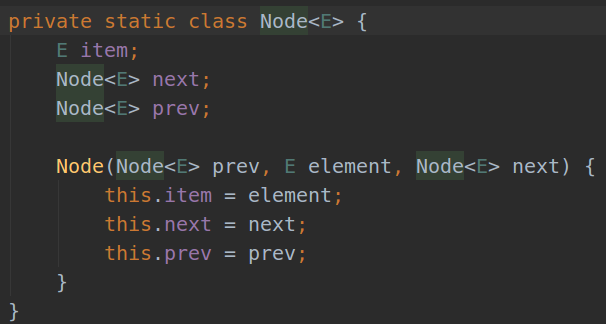 private static class Node<E> {
    E item;
    Node<E> next;
    Node<E> prev;

    Node(Node<E> prev, E element, Node<E> next) {
        this.item = element;
        this.next = next;
        this.prev = prev;
    }
}